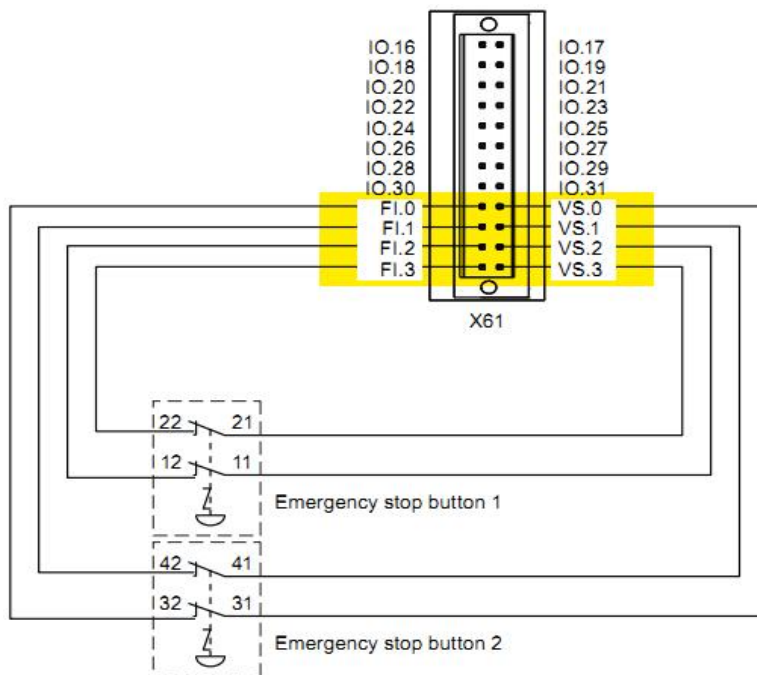 IO.16 IO.17
IO.18 IO.19
IO.20 IO.21
IO.22 IO.23
IO.24 IO.25
IO.26 IO.27
IO.28 IO.29
IO.30 IO.31
FI.0 VS.0
FI.1 VS.1
FI.2 VS.2
FI.3 VS.3
X61
22 21
12 11
Emergency stop button 1
42 41
32 31
Emergency stop button 2